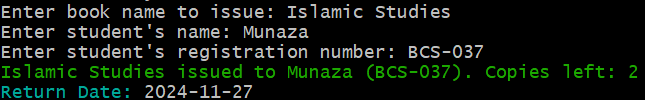 Enter book name to issue: Islamic Studies
Enter student's name: Munaza
Enter student's registration number: BCS-037
Islamic Studies issued to Munaza (BCS-037). Copies left: 2
Return Date: 2024-11-27